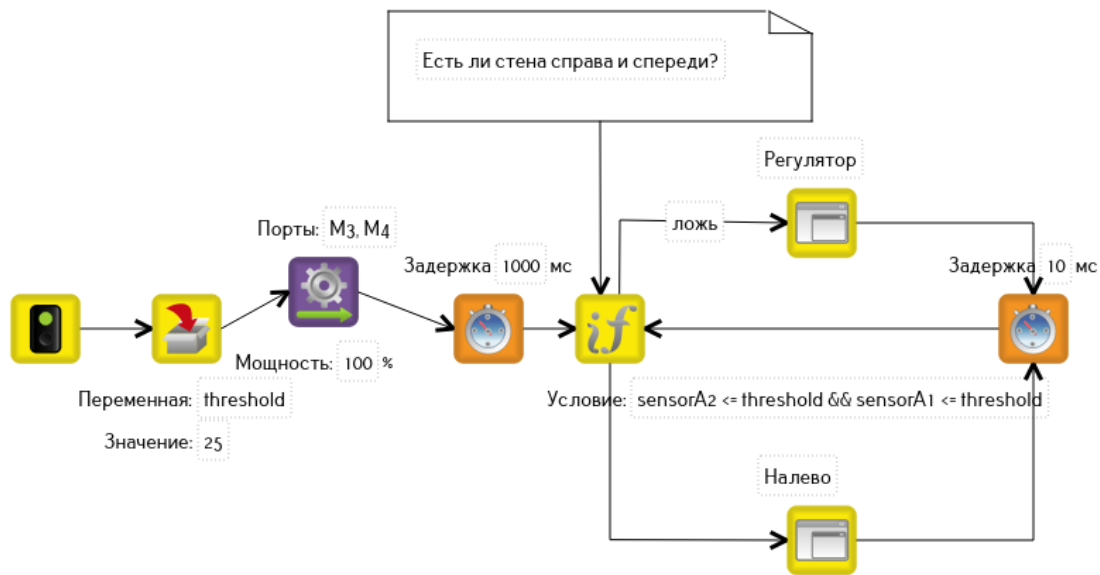 Есть ли стена справа и спереди?
Регулятор
ложь
Порты: M3, M4
Задержка 1000 мс
Задержка 10 мс
Мощность: 100 %
if
Переменная: threshold
Условие: sensorA2 <= threshold && sensorA1 <= threshold
Значение: 25
Налево